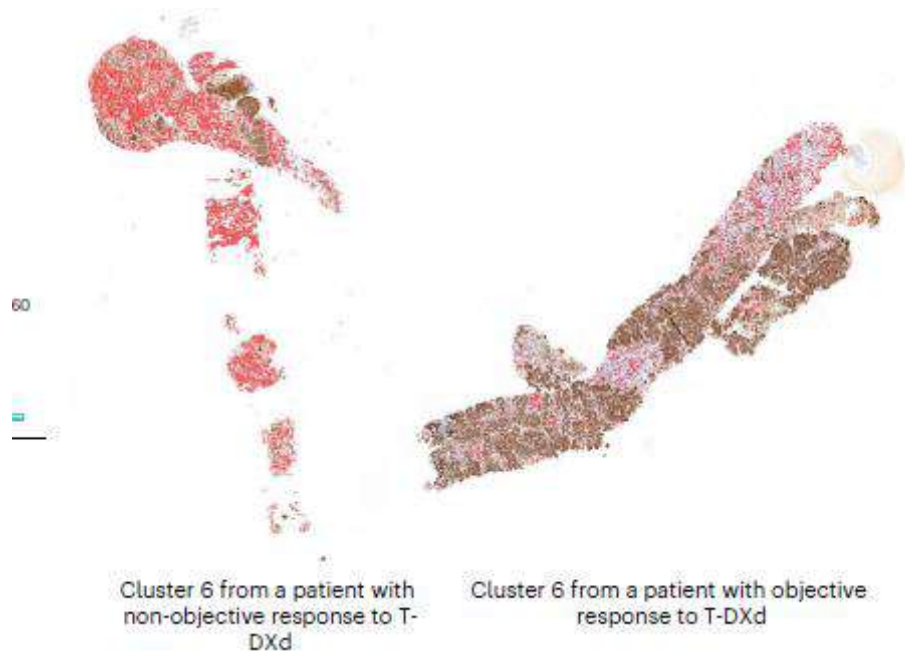 60
Cluster 6 from a patient with
non-objective response to T-
DXd
Cluster 6 from a patient with objective
response to T-DXd